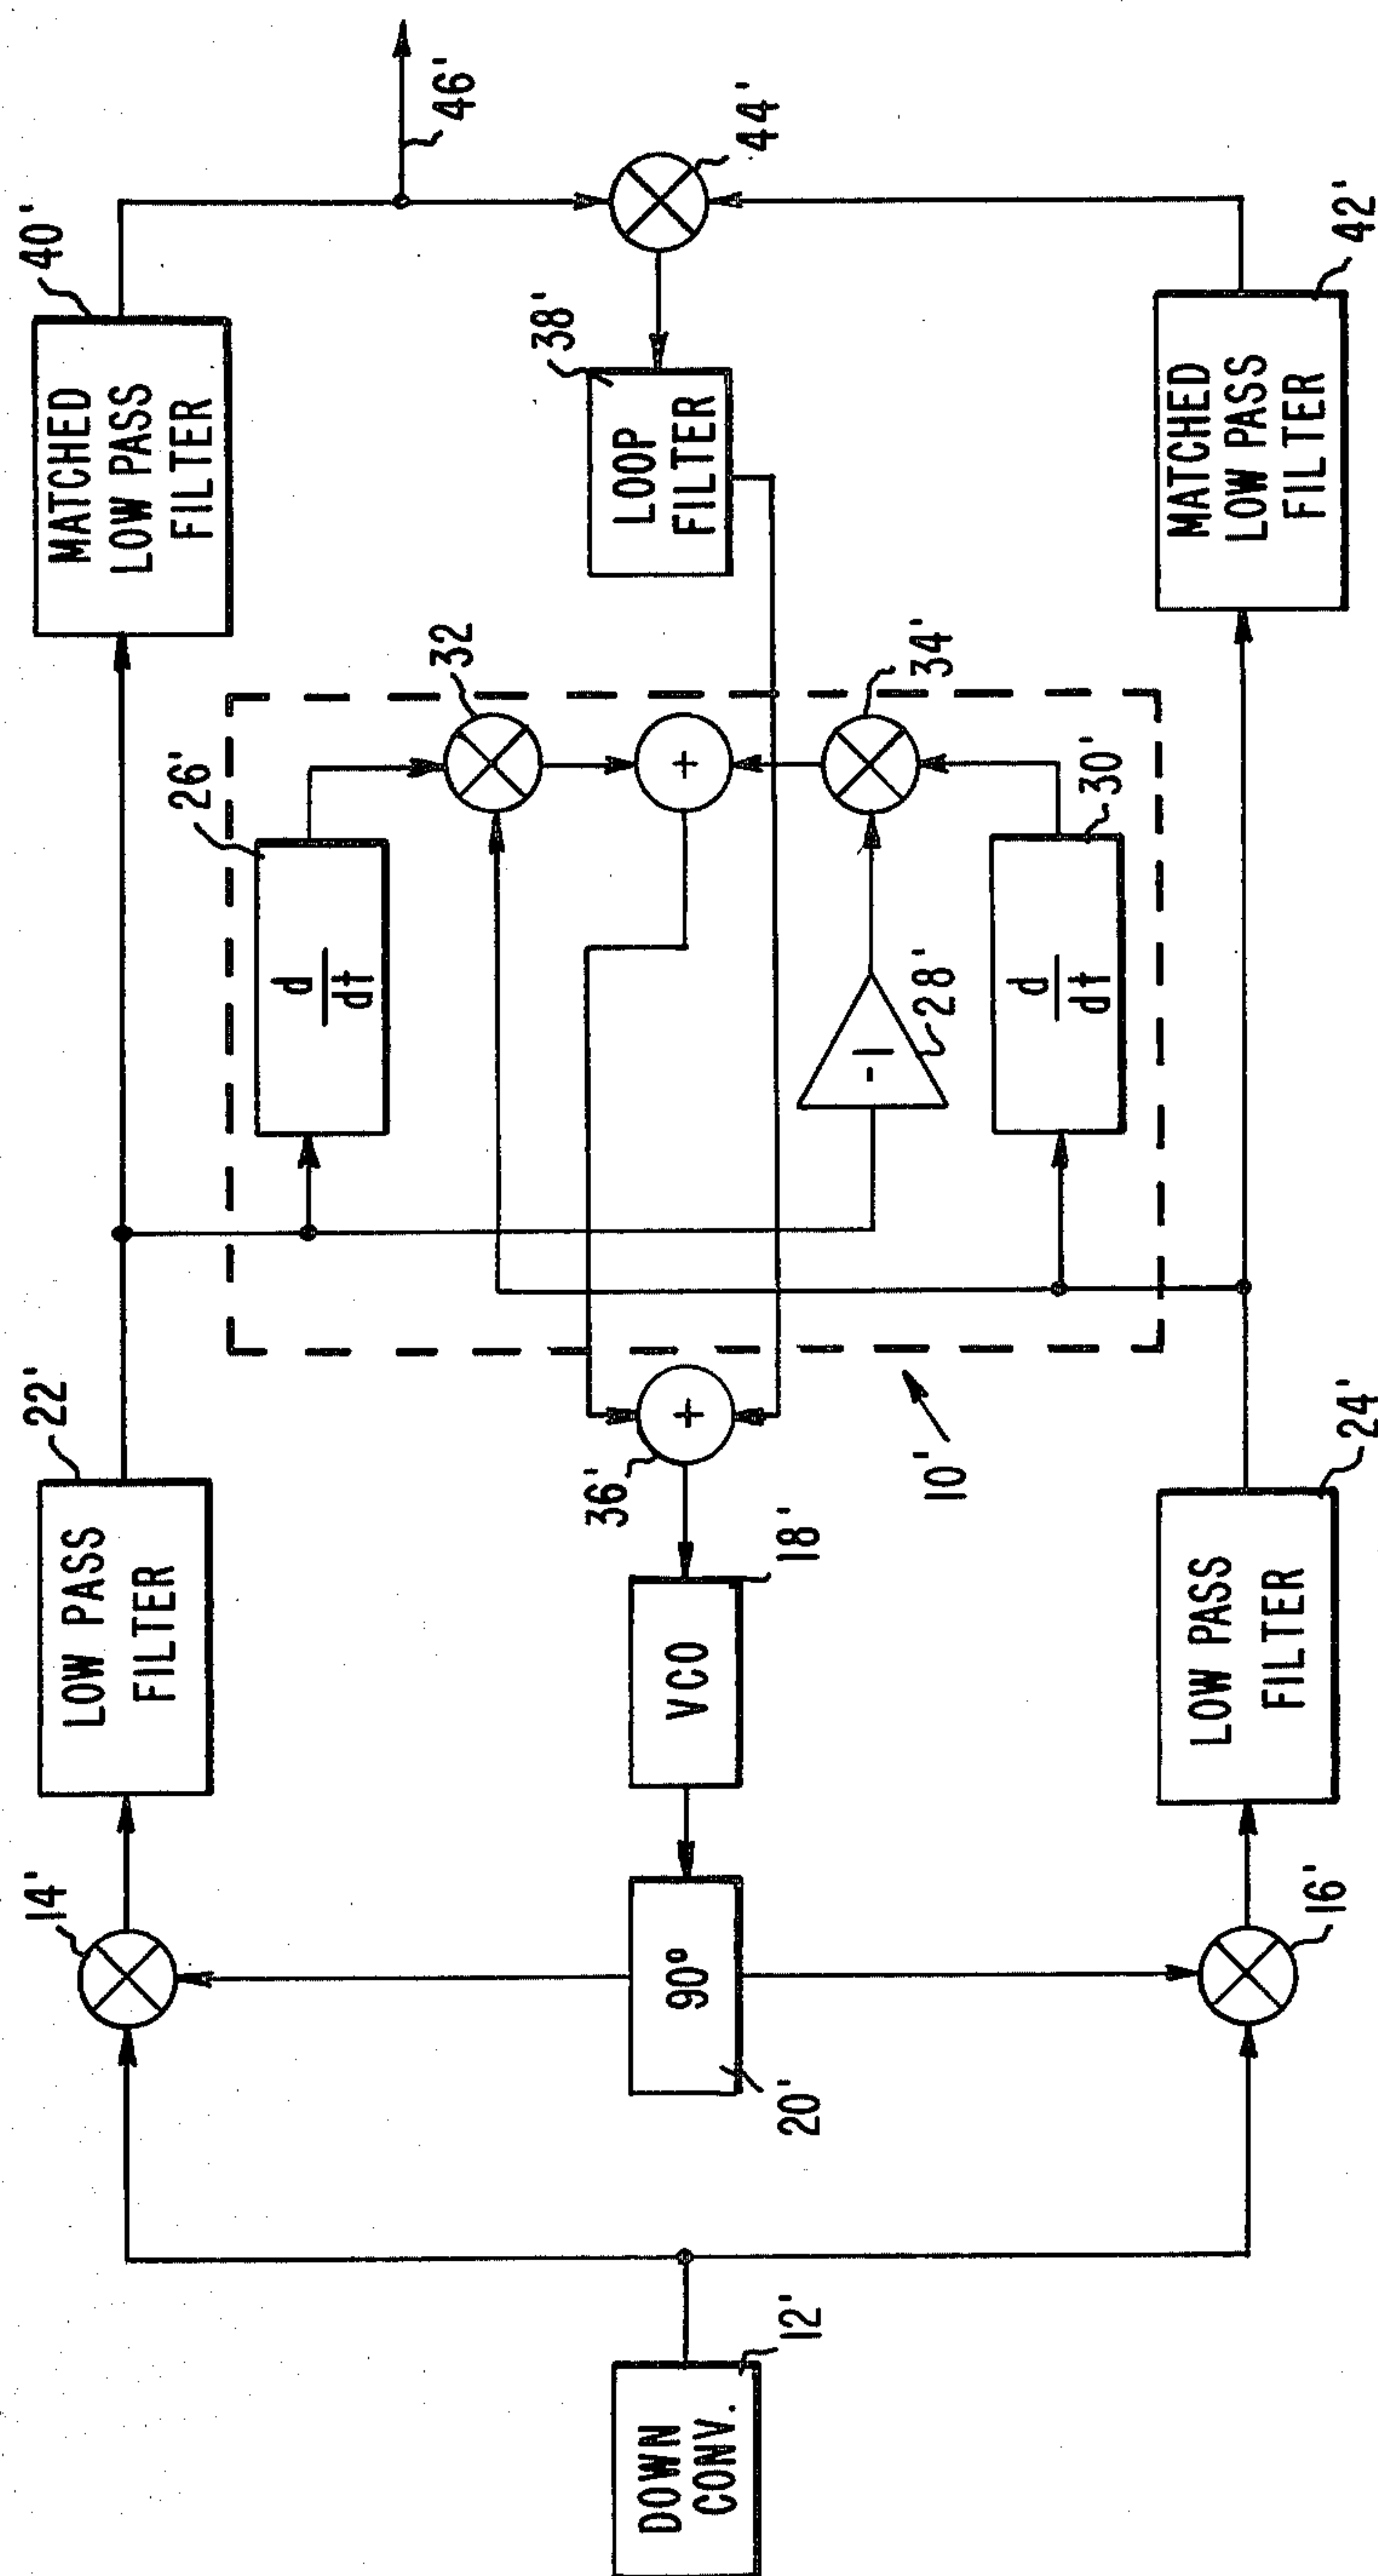 DOWN
CONV.
12'
14'
16'
90°
20'
VCO
18'
LOW PASS
FILTER
22'
LOW PASS
FILTER
24'
36'
+
10'
d
dt
26'
-1
28'
d
dt
30'
32
+
34'
LOOP
FILTER
38'
MATCHED
LOW PASS
FILTER
40'
MATCHED
LOW PASS
FILTER
42'
44'
46'